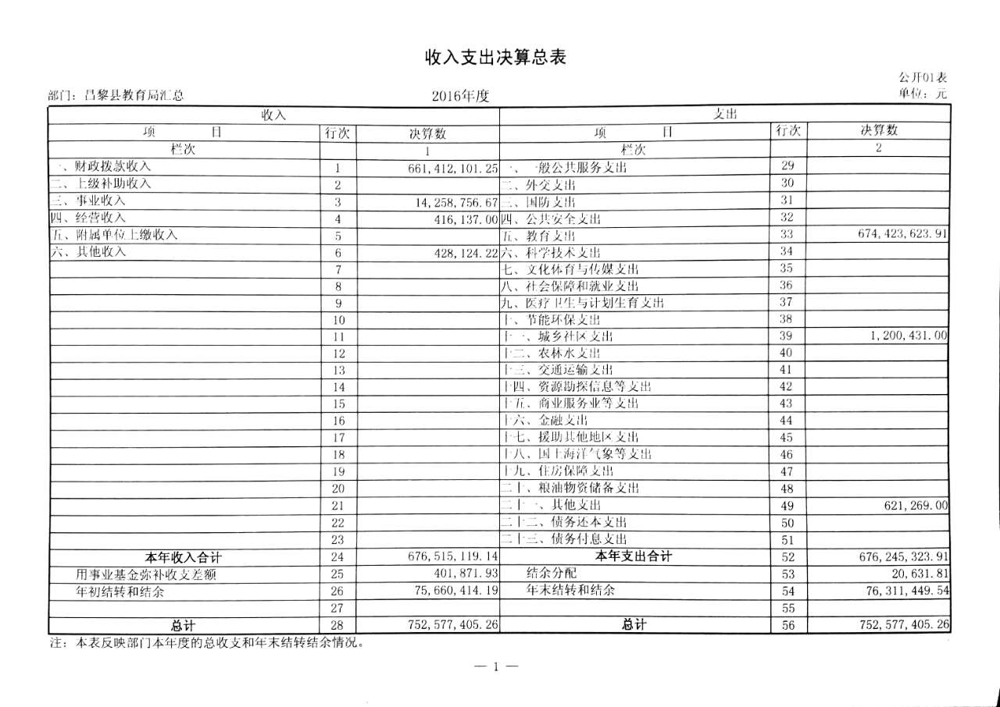 收入支出决算总表
公开01表
部门：昌黎县教育局汇总 2016年度 单位：元
收入 支出
项 目 行次 决算数 项 目 行次 决算数
栏次 1 栏次 2
一、财政拨款收入 1 661,412,101.25 一、一般公共服务支出 29
二、上级补助收入 2 二、外交支出 30
三、事业收入 3 14,258,756.67 三、国防支出 31
四、经营收入 4 416,137.00 四、公共安全支出 32
五、附属单位上缴收入 5 五、教育支出 33 674,423,623.91
六、其他收入 6 428,124.22 六、科学技术支出 34
7 七、文化体育与传媒支出 35
8 八、社会保障和就业支出 36
9 九、医疗卫生与计划生育支出 37
10 十、节能环保支出 38
11 十一、城乡社区支出 39 1,200,431.00
12 十二、农林水支出 40
13 十三、交通运输支出 41
14 十四、资源勘探信息等支出 42
15 十五、商业服务业等支出 43
16 十六、金融支出 44
17 十七、援助其他地区支出 45
18 十八、国土海洋气象等支出 46
19 十九、住房保障支出 47
20 二十、粮油物资储备支出 48
21 二十一、其他支出 49 621,269.00
22 二十二、债务还本支出 50
23 二十三、债务付息支出 51
本年收入合计 24 676,515,119.14 本年支出合计 52 676,245,323.91
用事业基金弥补收支差额 25 401,871.93 结余分配 53 20,631.81
年初结转和结余 26 75,660,414.19 年末结转和结余 54 76,311,449.54
27 55
总计 28 752,577,405.26 总计 56 752,577,405.26
注：本表反映部门本年度的总收支和年末结转结余情况。
— 1 —